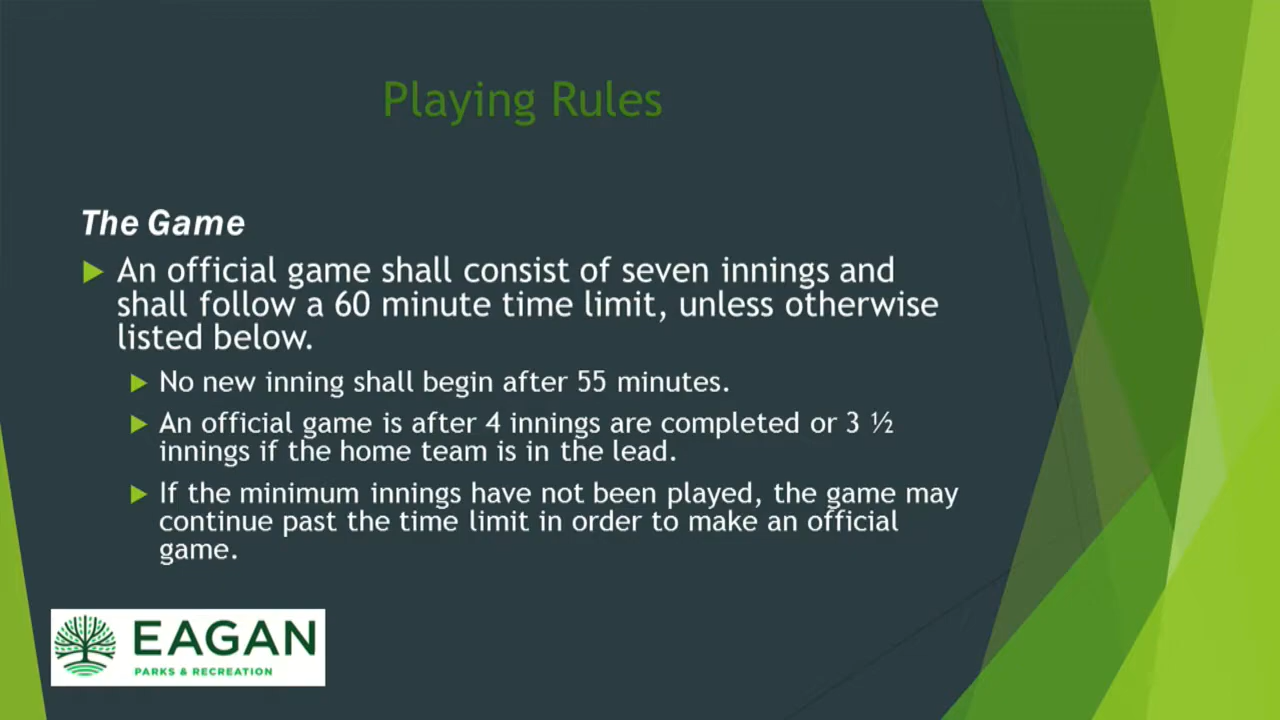 Playing Rules
The Game
An official game shall consist of seven innings and
shall follow a 60 minute time limit, unless otherwise
listed below.
No new inning shall begin after 55 minutes.
An official game is after 4 innings are completed or 3 ½
innings if the home team is in the lead.
If the minimum innings have not been played, the game may
continue past the time limit in order to make an official
game.
EAGAN
PARKS & RECREATION